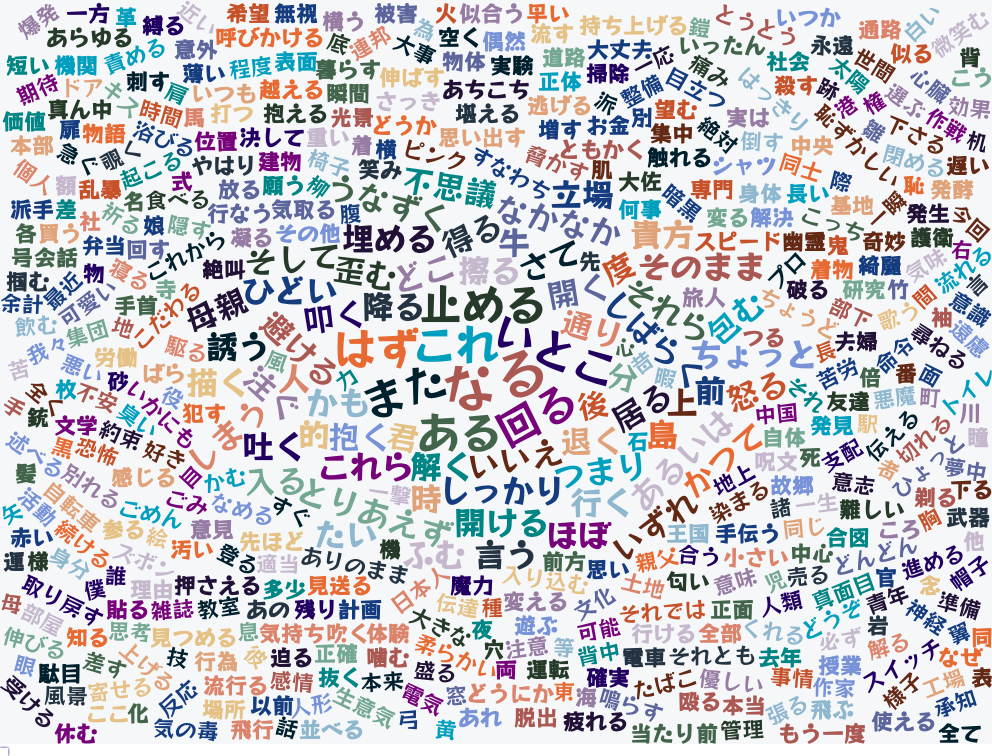 爆発 一方 革 縛る 近い 希望 無視 構う 被害 為 火 似合う 早い 持ち上げる 鎧 とうとう いつか 通路 白い 微笑む
あらゆる 責める 意外 呼びかける 底 連邦 大事 空く 偶然 流す 道路 大丈夫 一応 いったん 痛み 社会 永遠 太陽 似る 世間 背
短い 機関 刺す 肩 薄い 程度 表面 暮らす 伸ばす 物体 実験 正体 掃除 整備 目立つ はっきり 殺す 跡 港 権 選ぶ 心臓 効果 こう
期待 ドア キス 時間 馬 いつも 越える 瞬間 さっき あちこち 逃げる 派 望む 実は 恥ずかしい 作戦 机
価値 真ん中 扉 物語 浴びる 打つ 抱える 光景 どうか 堪える 増す お金 別 集中 絶対 倒す 中央 雛 下さる 閉める 遅い
本部 急 ぐ 覗く 起こる 位置 決して 重い 着 横 ピンク 思い出す すなわち ともかく 触れる シャツ 同士 際 恥 発酵
個人 額 乱暴 式 やはり 建物 椅子 笑み 不思議 脅かす 肌 大佐 暗黒 専門 身体 長い 基地 一瞬 今回
派手 差 社 祈る 名 食べる 放る 願う 柳 うなずく なかなか 立場 何事 変る 解決 こっち 発生
各 買う 娘 隠す 行なう 気取る 腹 埋める 得る 牛 貴方 スピード 幽霊 鬼 奇妙 護衛 右
号 会話 弁当 回す これから 凝る その他 そして 歪む どこ 擦る さて 先 度 そのまま プロ 着物 綺麗 気味 流れる
掴む 最近 物 寝る 寺 絶叫 ひどい 降る 止める 開く それら 旅人 破る 研究 竹 間 青 意識
余計 可愛い 手首 こだわる 母親 叩く 通り しばらく 包む ちょうど つる 部下 歌う 袖 遠慮
飲む 我々 集団 地 駆る 誘う 避ける はず これ いとこ 心 ちょっと 長 夫婦 命令 尋ねる
苦 悪い 労働 ばら 描く 風 注ぐ 人 力 また なる 分 酒 暇 前 怒る それ 苦労 倍 番 面 トイレ
全く 枚 不安 砂 役 しまう かも ある 回る 後 居る 上 中国 友達 悪魔 町 川
手 銃 文学 約束 臭い いかにも 犯す 吐く 的 抱く 君 いいえ 退く 石 島 あるいは かつて 自体 発見 駅 伝える 切れる 瞳
述べる 黒 恐怖 好き 皿 かむ 入る これら 解く しっかり つまり 地上 呪文 死 支配 者 ひょっと 夢中
髪 別れる 感じる ごみ なめる すぐ とりあえず 一撃 時 行く いずれ 染まる 故郷 意志 剃る 下る
矢 活動 自転車 ごめん 意見 たい 開ける ほぼ 諸 一生 難しい 胸 武器
赤い 続ける 参る 絵 汚い 先ほど ありのまま 機 ふむ 言う 前方 思い 王国 手伝う 同じ 合図 ころ 他
運 様 身分 僕 誰 ズボン 登る 適当 日本人 魔力 入り込む 親父 合う 小さい 中心 どんどん 進める 帽子
取り戻す 理由 押さえる 多少 見送る 伝達 種 変える 文化 土地 匂い 意味 児 売る 真面目 官 念 準備
母 部屋 貼る 雑誌 教室 あの 残り 計画 大きな 夜 遊ぶ それでは 正面 人類 どうぞ 青年 神経 翼
伸びる 知る 思考 見つめる 息 気持ち 吹く 体験 柔らかい 穴 注意 等 可能 行ける 全部 くれる 必ず 岩 解る 同
眼 駄目 差す 上げる 技 行為 夢 迫る 正確 噛む 盛る 両 運転 背中 電車 それとも 去年 授業 スイッチ なぜ
受ける 風景 寄せる 反応 流行る 感情 抜く 本来 電気 窓 どうにか 東 確実 たばこ 優しい 事情 作家 様子 工場 表
ここ 化 場所 以前 人形 生意気 弓 あれ 海 鳴らす 殴る 本当 張る 飛ぶ 承知
休む 気の毒 飛行 話 並べる 黄 脱出 疲れる 当たり前 管理 もう一度 使える 全て